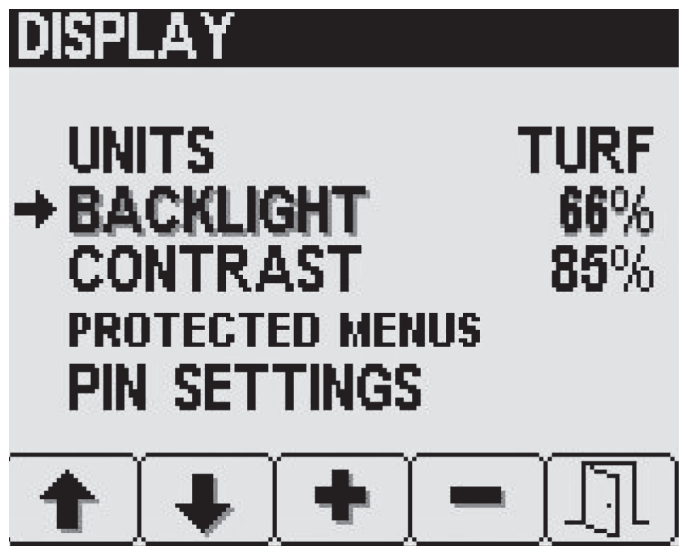 DISPLAY
UNITS TURF
BACKLIGHT 66%
CONTRAST 85%
PROTECTED MENUS
PIN SETTINGS